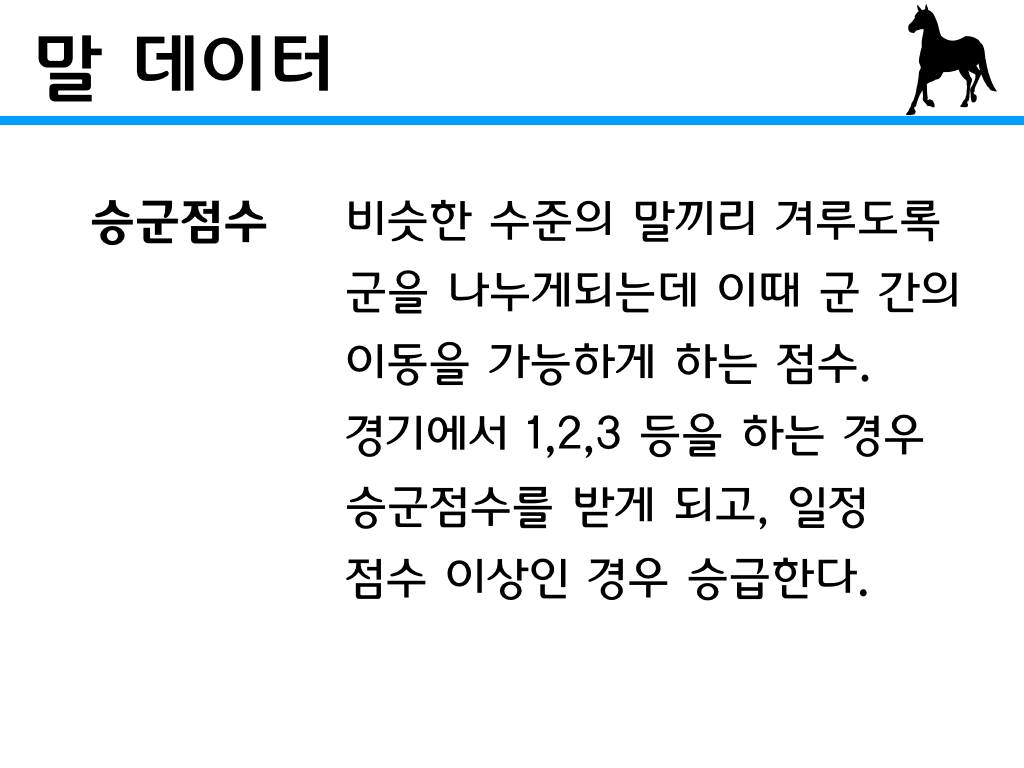 말 데이터
승군점수
비슷한 수준의 말끼리 겨루도록
군을 나누게되는데 이때 군 간의
이동을 가능하게 하는 점수.
경기에서 1,2,3 등을 하는 경우
승군점수를 받게 되고, 일정
점수 이상인 경우 승급한다.